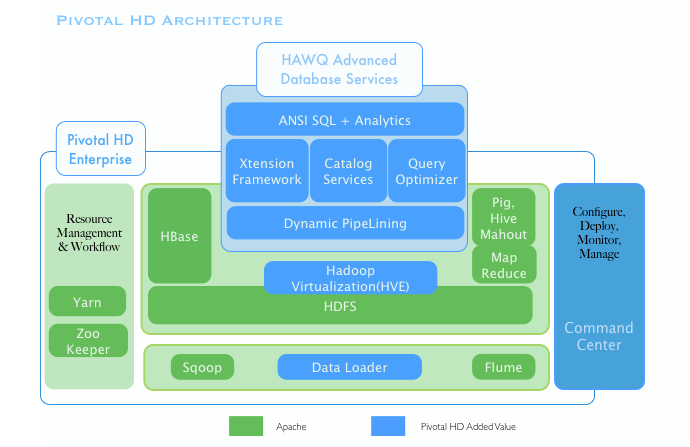 PIVOTAL HD ARCHITECTURE
HAWQ Advanced
Database Services
ANSI SQL + Analytics
Pivotal HD
Enterprise
Xtension
Framework
Catalog
Services
Query
Optimizer
Dynamic PipeLining
Resource
Management
& Workflow
Yarn
Zoo
Keeper
HBase
Pig,
Hive
Mahout
Map
Reduce
Hadoop
Virtualization(HVE)
HDFS
Configure,
Deploy,
Monitor,
Manage
Command
Center
Sqoop
Data Loader
Flume
Apache
Pivotal HD Added Value